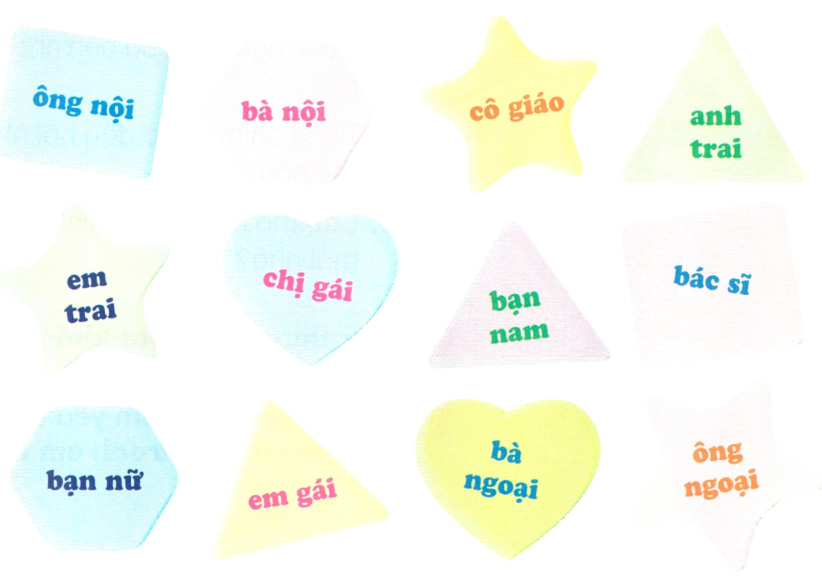 ông nội
bà nội
cô giáo
anh
trai
em
trai
chị gái
bạn
nam
bác sĩ
bạn nữ
em gái
bà
ngoại
ông
ngoại